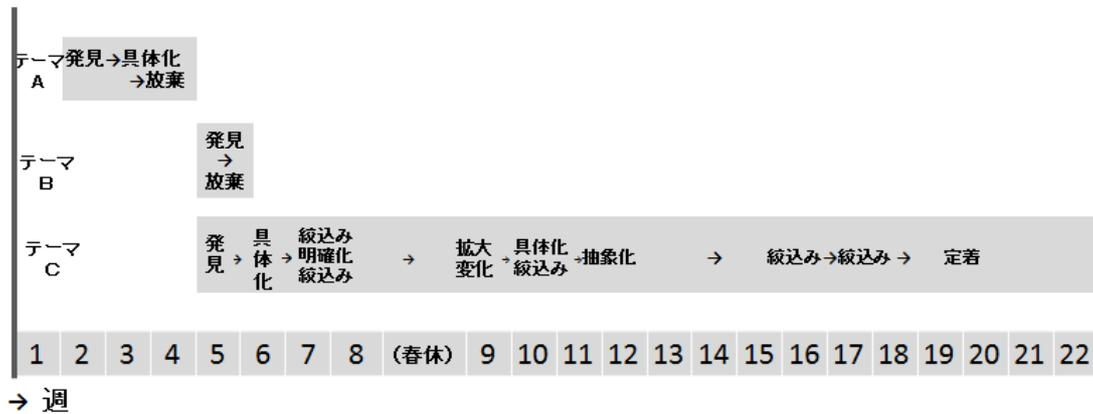 テーマ
A
発見→具体化
→放棄
テーマ
B
発見
→
放棄
テーマ
C
発見
→
具体化
→
絞込み
明確化
絞込み
→
拡大
変化
→
具体化
絞込み
→抽象化
→
絞込み→絞込み→
定着
1 2 3 4 5 6 7 8 (春休) 9 10 11 12 13 14 15 16 17 18 19 20 21 22
→ 週